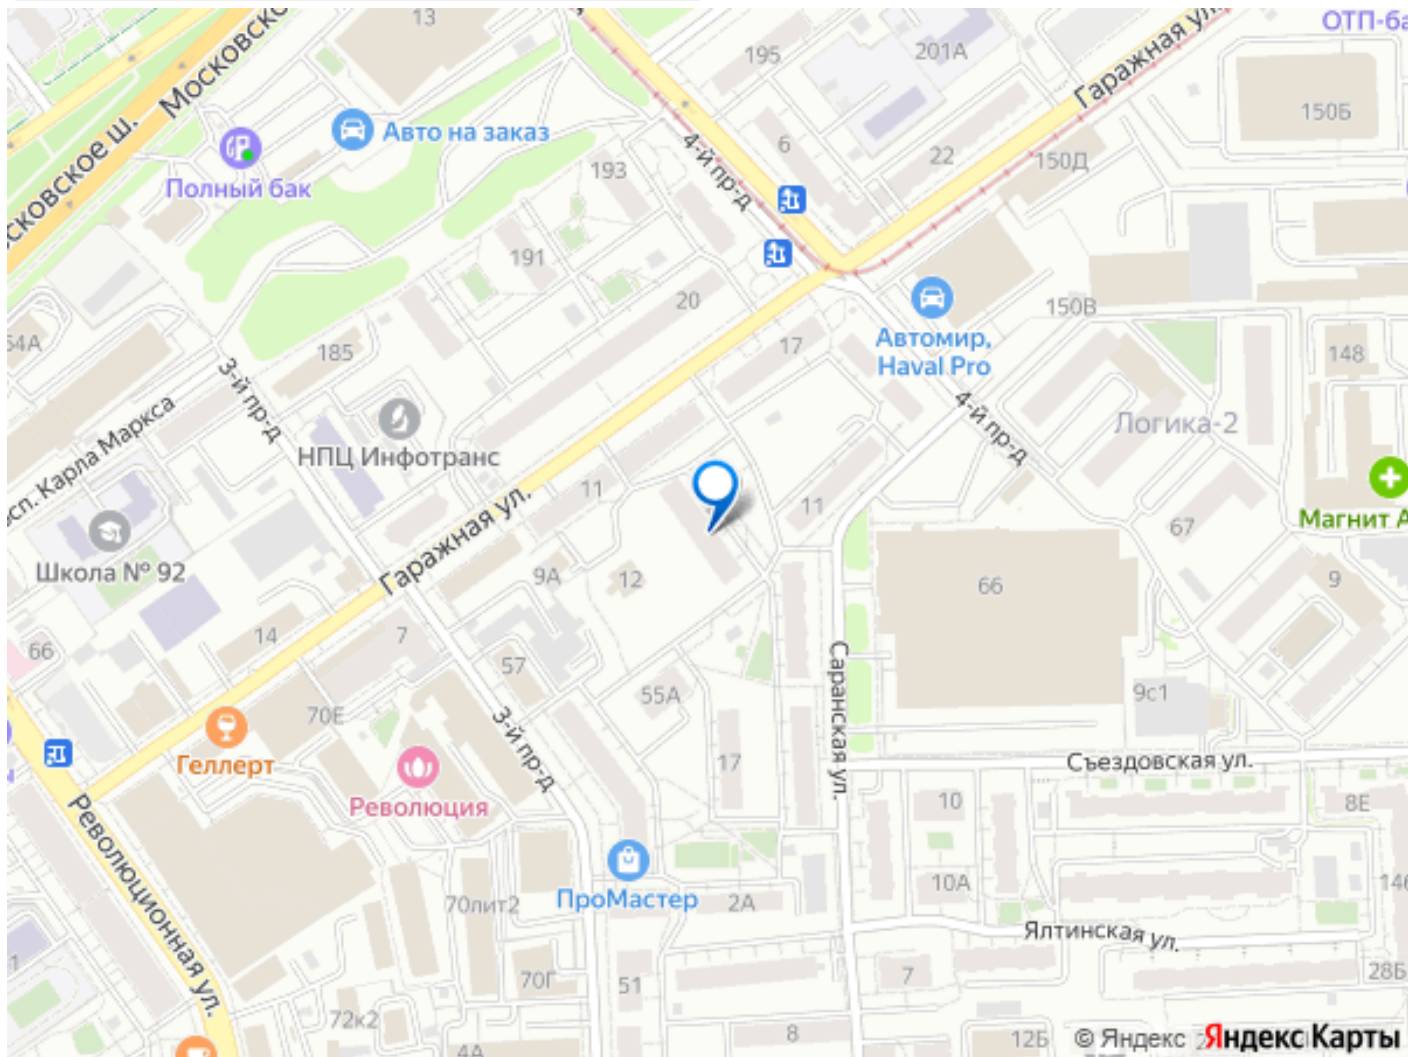 13
Московское
ОТП-ба
195
201А
Гаражная ул.
150Б
СКОВСКОЕ Ш.
Авто на заказ
6
4-й пр-д
22
150Д
Полный бак
193
191
20
150В
17
Автомир,
Haval Pro
54А
185
148
3-й пр-д
4-й пр-д
Логика-2
сп. Карла Маркса
НПЦ Инфотранс
11
11
Магнит А
67
Гаражная ул.
Школа № 92
9А
12
66
9
14
7
66
57
55А
Саранская ул.
9с1
70Е
3-й пр-д
Геллерт
17
Съездовская ул.
Революция
10
8Е
Революционная ул.
ПроМастер
10А
146
70лит2
2А
Ялтинская ул.
1
70Г
51
7
28Б
72к2
8
12Б
4А
© Яндекс Яндекс Карты